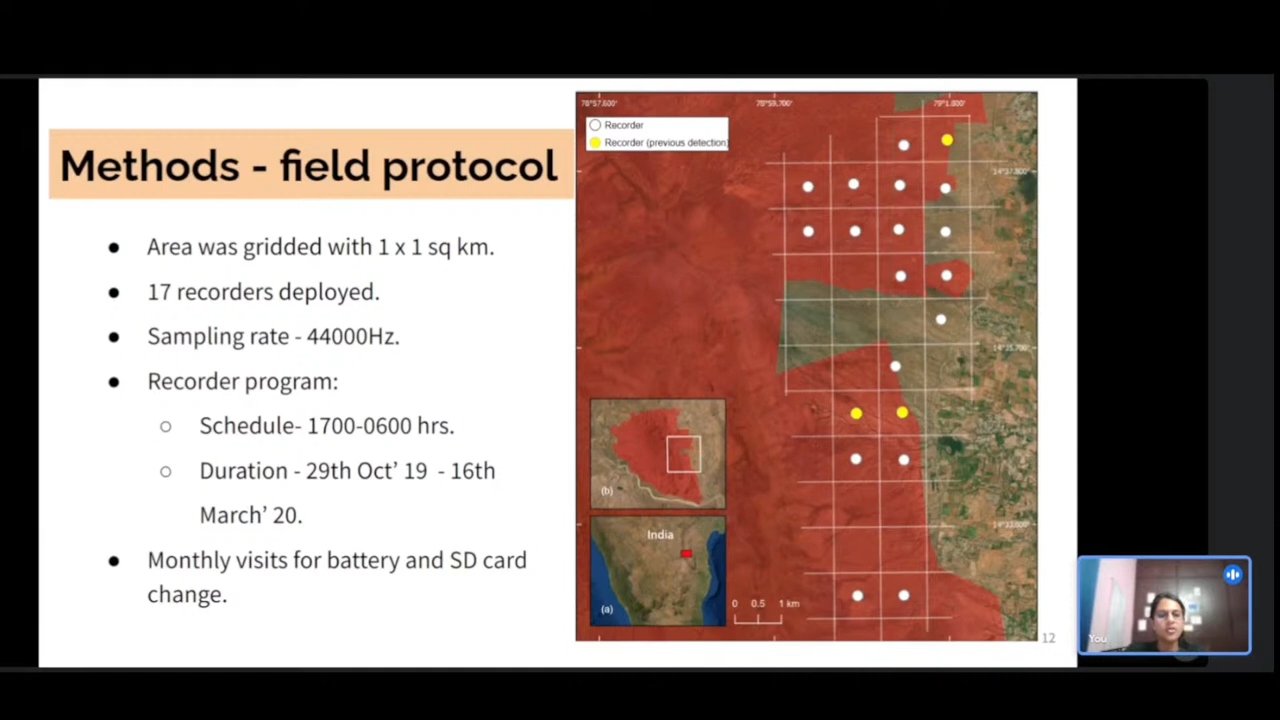 Methods - field protocol
● Area was gridded with 1 x 1 sq km.
● 17 recorders deployed.
● Sampling rate - 44000Hz.
● Recorder program:
○ Schedule- 1700-0600 hrs.
○ Duration - 29th Oct’ 19 - 16th
March’ 20.
● Monthly visits for battery and SD card
change.
78°57.600'
78°59.700'
79°1.800'
Recorder
Recorder (previous detection)
14°37.800'
14°35.700'
(b)
India
(a)
0 0.5 1 km
12
You